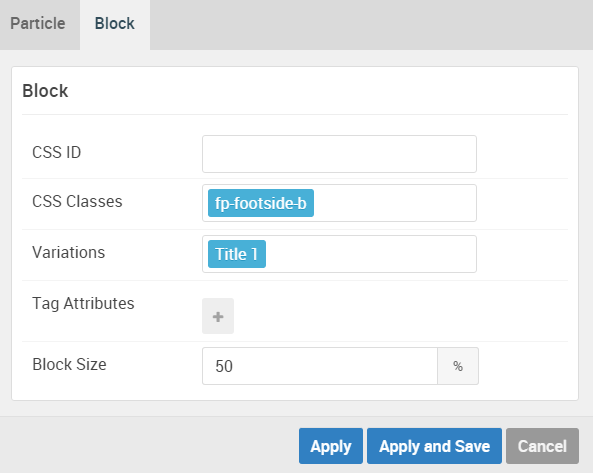 Particle Block
Block
CSS ID
CSS Classes fp-footside-b
Variations Title 1
Tag Attributes +
Block Size 50 %
Apply Apply and Save Cancel